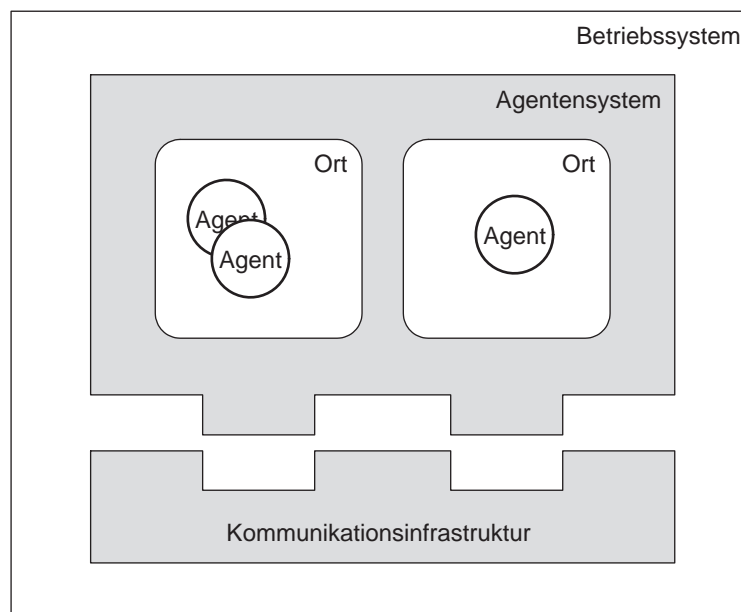 Betriebssystem
Agentensystem
Ort
Ort
Agent
Agent
Agent
Kommunikationsinfrastruktur